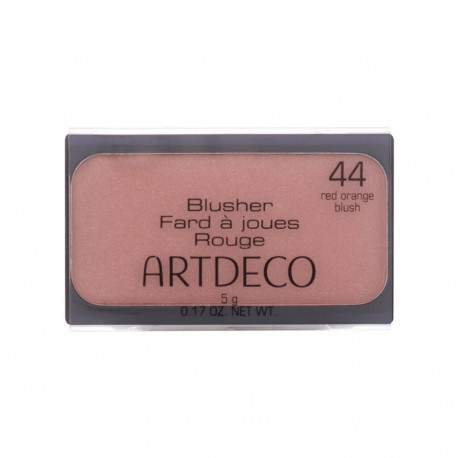 Blusher
Fard à joues
Rouge
ARTDECO
5 g
0.17 OZ. NET WT.
44
red orange
blush